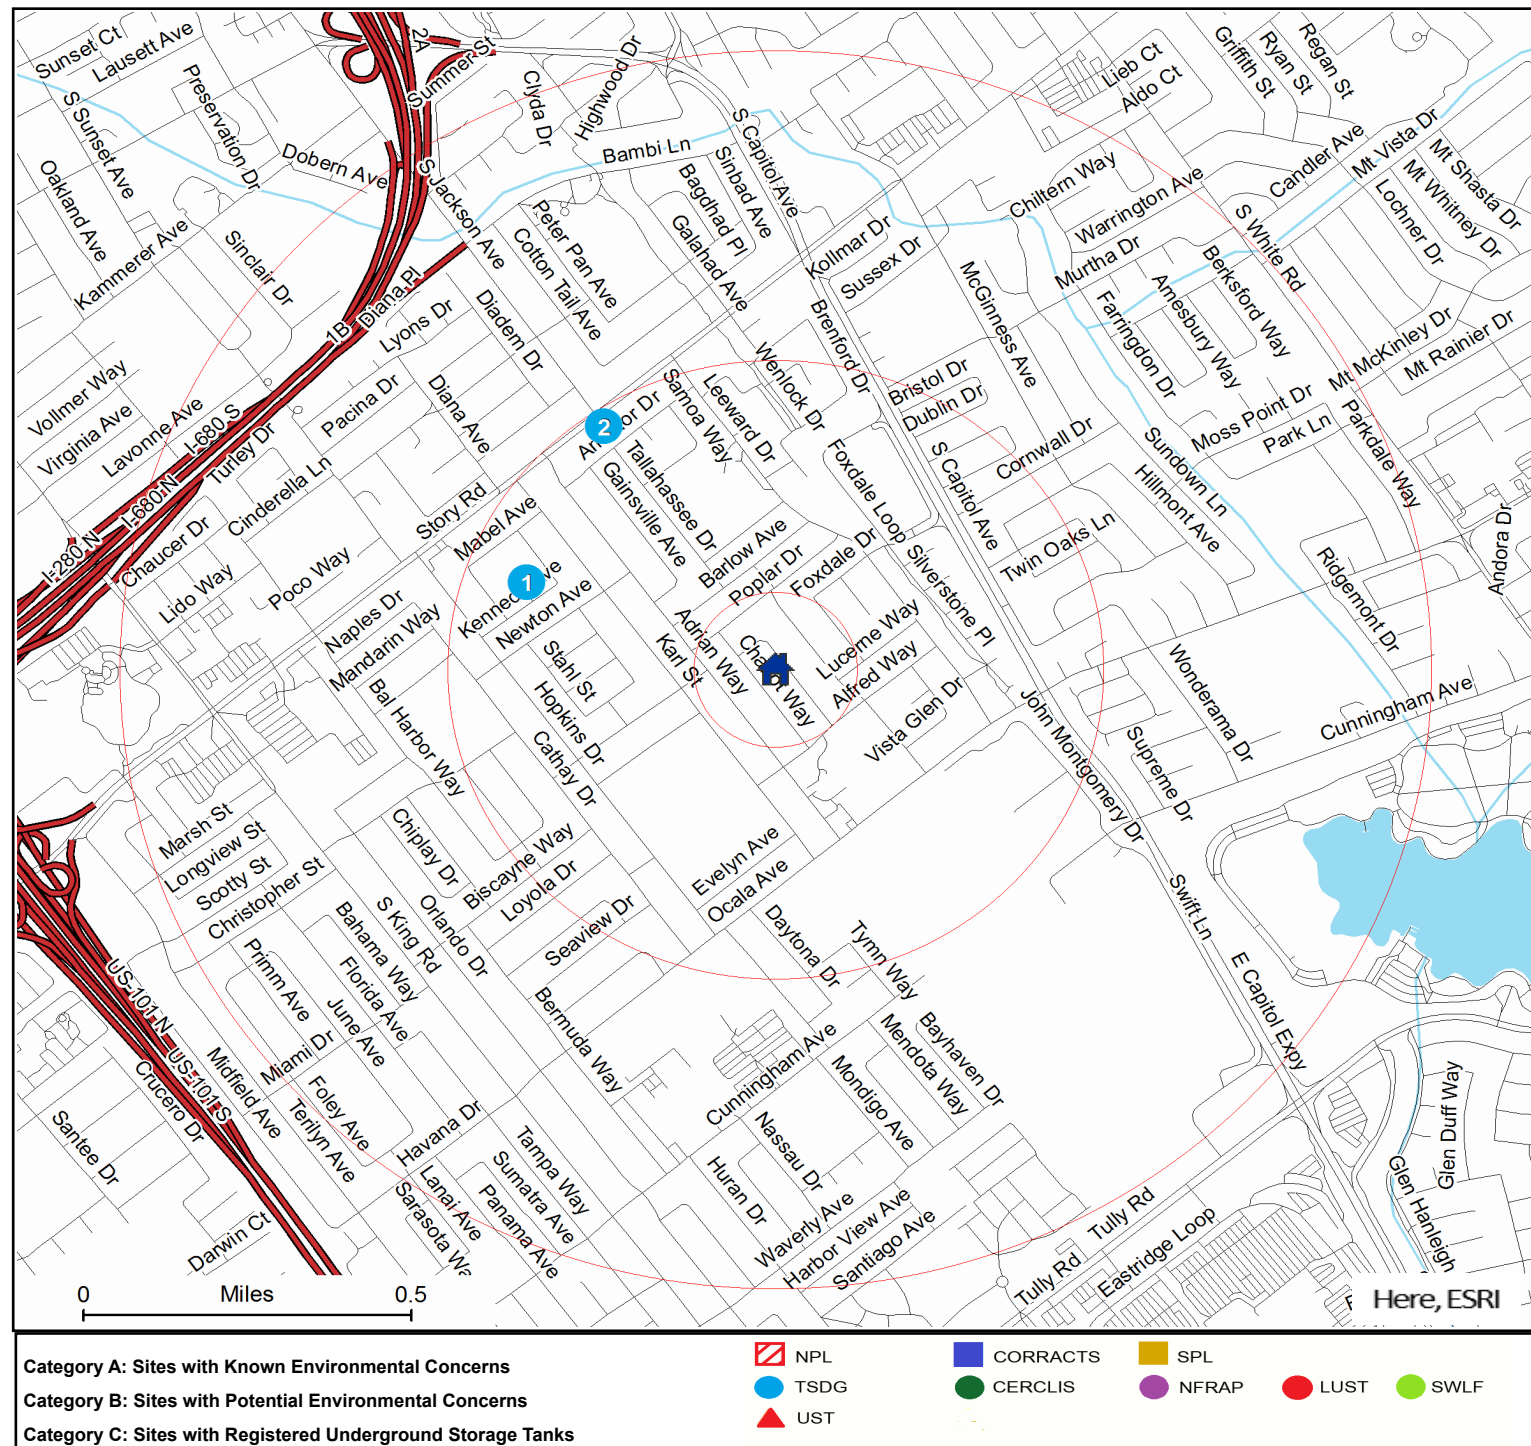 Sunset Ct
Lausett Ave
2A
Summer St
Clyda Dr
Highwood Dr
Lieb Ct
Aldo Ct
Griffith St
Ryan St
Regan St
S Sunset Ave
Preservation Dr
Dobern Ave
Oakland Ave
Kammerer Ave
Sinclair Dr
S Jackson Ave
Bambi Ln
S Capitol Ave
Sinbad Ave
Bagdhad Pl
Galahad Ave
Peter Pan Ave
Cotton Tail Ave
Kollmar Dr
Sussex Dr
Chiltern Way
Warrington Ave
Murtha Dr
Candler Ave
Mt Vista Dr
Mt Shasta Dr
Mt Whitney Dr
Lochner Dr
S White Rd
Berksford Way
Amesbury Way
Farringdon Dr
McGinness Ave
Mt McKinley Dr
Mt Rainier Dr
Diana Pl
1B
Lyons Dr
Diadem Dr
Brenford Dr
Wenlock Dr
Bristol Dr
Dublin Dr
Vollmer Way
Virginia Ave
Lavonne Ave
I-680 S
Turley Dr
I-680 N
I-280 N
Pacina Dr
Diana Ave
Cinderella Ln
Chaucer Dr
Lido Way
Poco Way
Story Rd
Mabel Ave
2
Samoa Way
Leeward Dr
Tallahassee Dr
Gainsville Ave
Foxdale Loop
S Capitol Ave
Cornwall Dr
Moss Point Dr
Park Ln
Parkdale Way
Sundown Ln
Hillmont Ave
Twin Oaks Ln
Andora Dr
Ridgemont Dr
1
Newton Ave
Barlow Ave
Poplar Dr
Foxdale Dr
Silverstone Pl
Naples Dr
Mandarin Way
Stahl St
Karl St
Adrian Way
Lucerne Way
Alfred Way
Vista Glen Dr
Wonderama Dr
Cunningham Ave
Bal Harbor Way
Hopkins Dr
Cathay Dr
John Montgomery Dr
Supreme Dr
Marsh St
Longview St
Scotty St
Christopher St
Chiplay Dr
Biscayne Way
Loyola Dr
Evelyn Ave
Ocala Ave
Seaview Dr
Orlando Dr
S King Rd
Bahama Way
Florida Ave
June Ave
Primm Ave
Miami Dr
Daytona Dr
Tymn Way
Swift Ln
E Capitol Expy
US-101 N
US-101 S
Crucero Dr
Midfield Ave
Foley Ave
Terilyn Ave
Santee Dr
Bermuda Way
Cunningham Ave
Mendota Way
Bayhaven Dr
Mondigo Ave
Nassau Dr
Huran Dr
Havana Dr
Tampa Way
Sumatra Ave
Panama Ave
Lanai Ave
Darwin Ct
Waverly Ave
Harbor View Ave
Santiago Ave
Tully Rd
Tully Rd
Eastridge Loop
Glen Duff Way
Glen Hanleigh
0 Miles 0.5
Here, ESRI
Category A: Sites with Known Environmental Concerns
Category B: Sites with Potential Environmental Concerns
Category C: Sites with Registered Underground Storage Tanks
NPL CORRACTS SPL
TSDG CERCLIS NFRAP LUST SWLF
UST